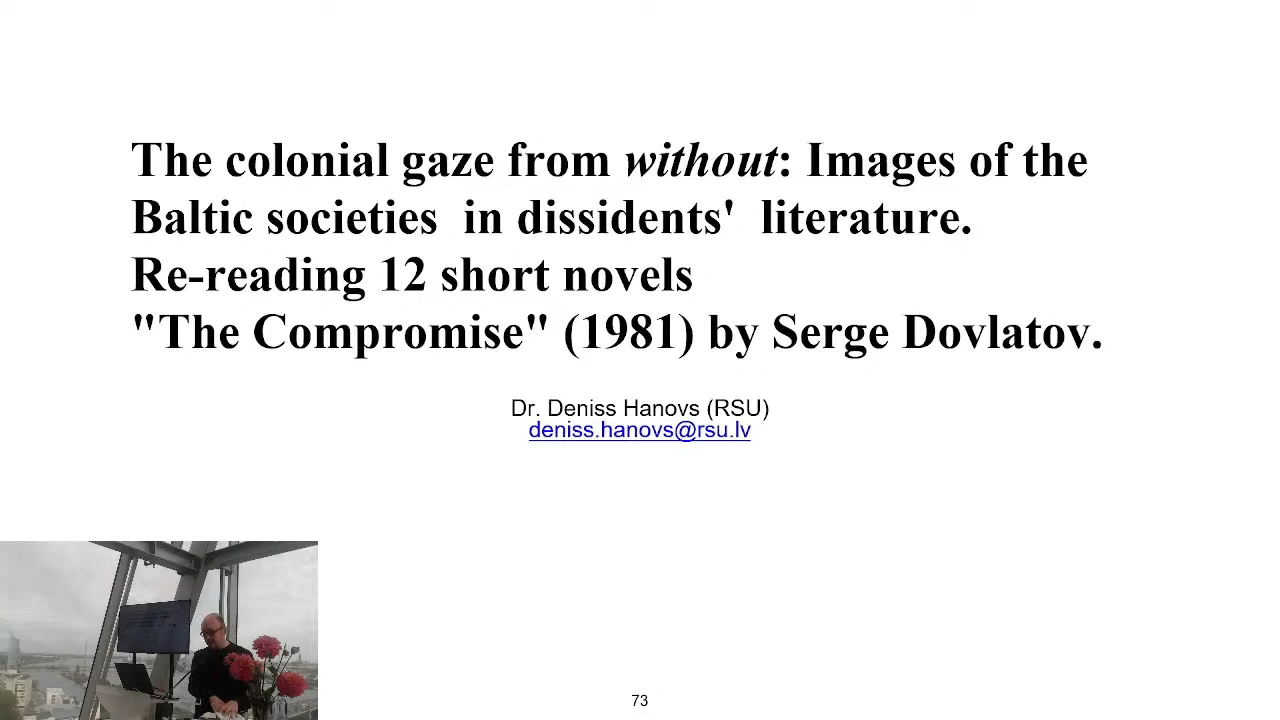 The colonial gaze from without: Images of the
Baltic societies  in dissidents'  literature.
Re-reading 12 short novels
"The Compromise" (1981) by Serge Dovlatov.
Dr. Deniss Hanovs (RSU)
deniss.hanovs@rsu.lv
73